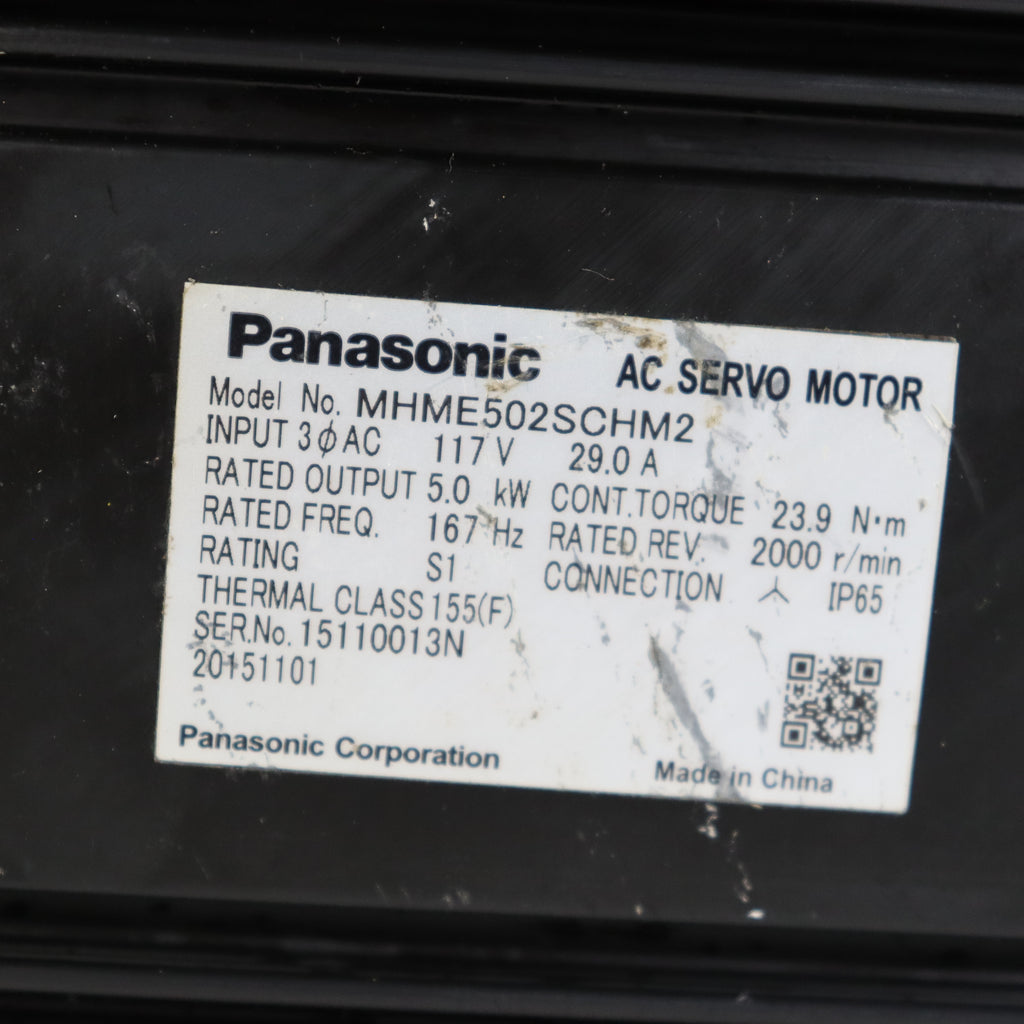 Panasonic AC SERVO MOTOR
Model No. MHME502SCHM2
INPUT 3φAC 117 V 29.0 A
RATED OUTPUT 5.0 kW CONT.TORQUE 23.9 N·m
RATED FREQ. 167 Hz RATED REV. 2000 r/min
RATING S1 CONNECTION IP65
THERMAL CLASS 155(F)
SER.No. 15110013N
20151101
Panasonic Corporation Made in China